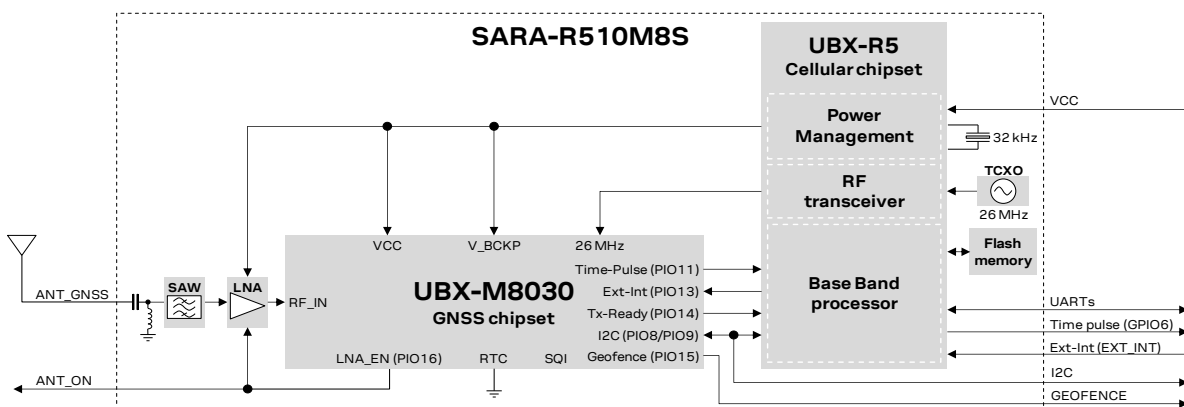 SARA-R510M8S
UBX-R5
Cellular chipset
Power
Management
VCC
32 kHz
RF
transceiver
TCXO
26 MHz
Flash
memory
Base Band
processor
UARTs
Time pulse (GPIO6)
Ext-Int (EXT_INT)
I2C
GEOFENCE
ANT_GNSS
SAW
LNA
RF_IN
VCC
V_BCKP
26 MHz
Time-Pulse (PIO11)
UBX-M8030
GNSS chipset
Ext-Int (PIO13)
Tx-Ready (PIO14)
I2C (PIO8/PIO9)
LNA_EN (PIO16)
RTC
SQI
Geofence (PIO15)
ANT_ON